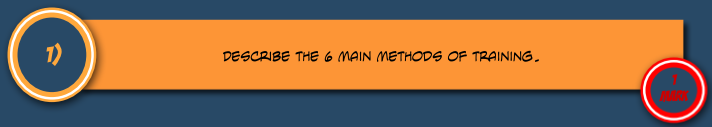 1)
DESCRIBE THE 6 MAIN METHODS OF TRAINING.
1
MARK